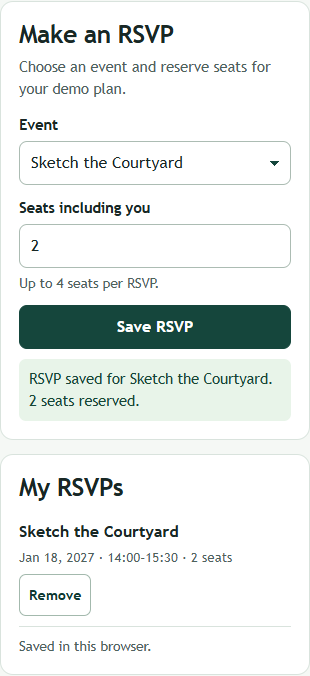 Make an RSVP
Choose an event and reserve seats for
your demo plan.
Event
Sketch the Courtyard
Seats including you
2
Up to 4 seats per RSVP.
Save RSVP
RSVP saved for Sketch the Courtyard.
2 seats reserved.
My RSVPs
Sketch the Courtyard
Jan 18, 2027 · 14:00–15:30 · 2 seats
Remove
Saved in this browser.